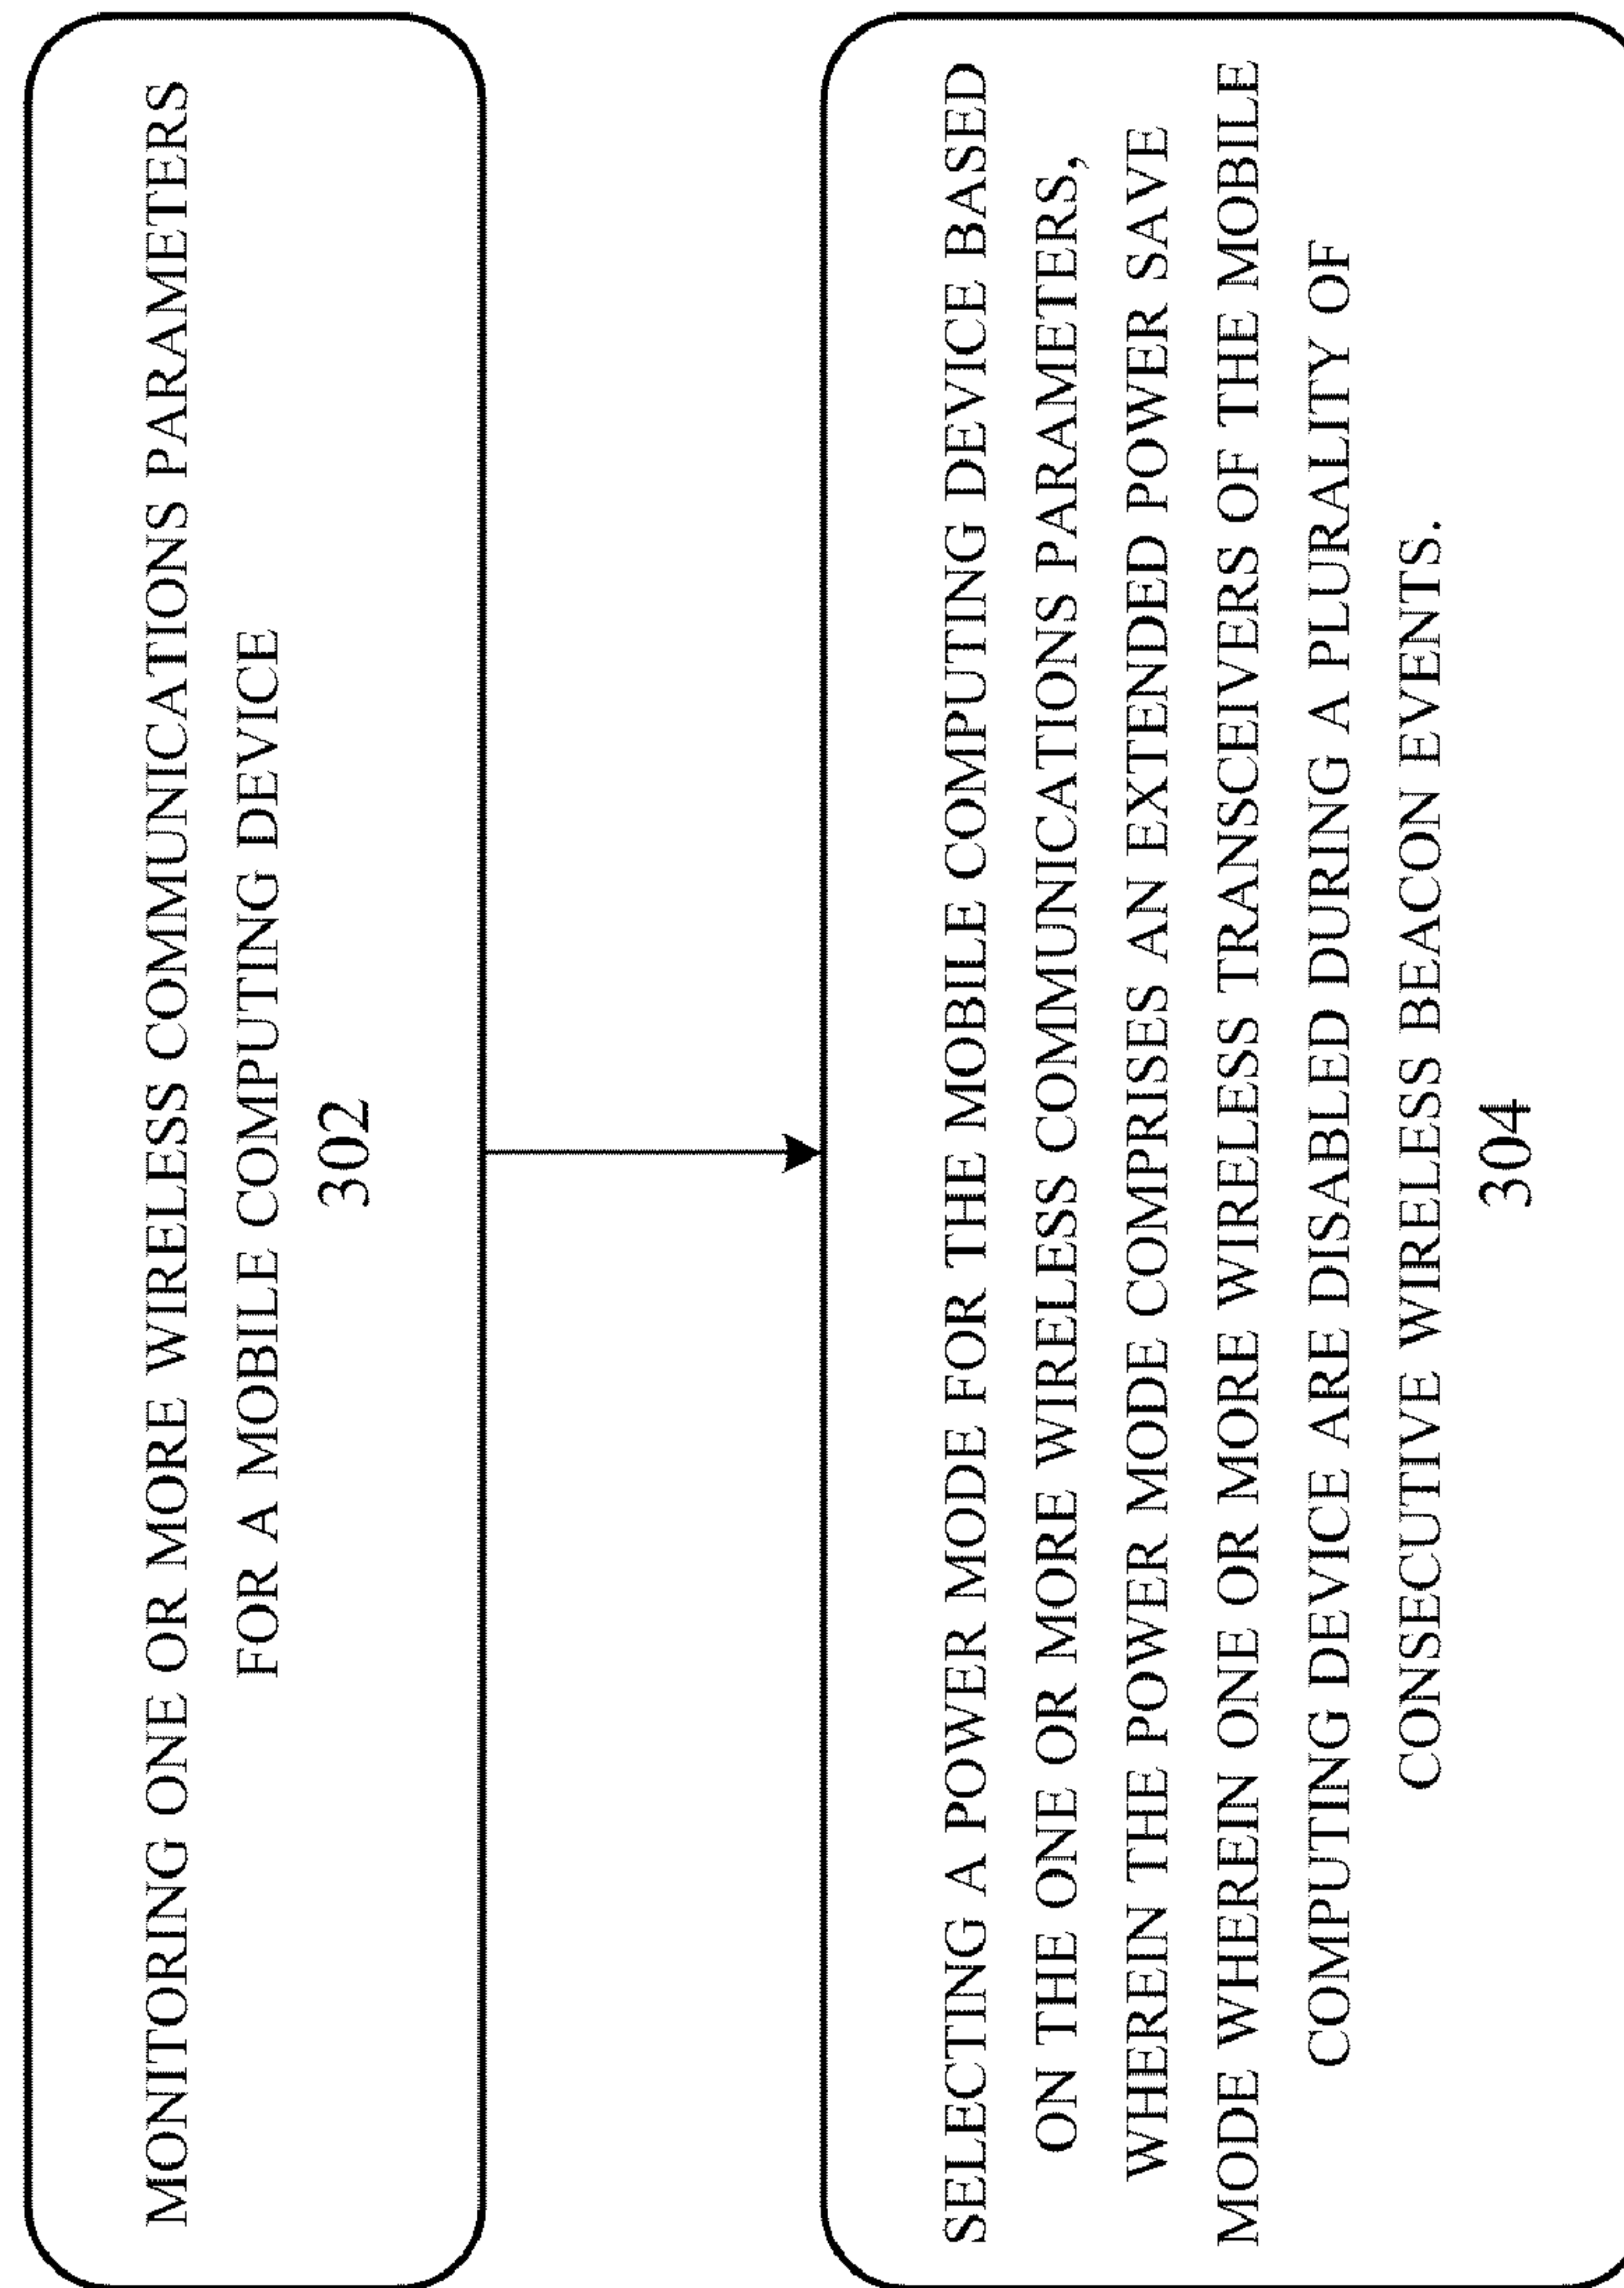 MONITORING ONE OR MORE WIRELESS COMMUNICATIONS PARAMETERS
FOR A MOBILE COMPUTING DEVICE
302
SELECTING A POWER MODE FOR THE MOBILE COMPUTING DEVICE BASED
ON THE ONE OR MORE WIRELESS COMMUNICATIONS PARAMETERS,
WHEREIN THE POWER MODE COMPRISES AN EXTENDED POWER SAVE
MODE WHEREIN ONE OR MORE WIRELESS TRANSCEIVERS OF THE MOBILE
COMPUTING DEVICE ARE DISABLED DURING A PLURALITY OF
CONSECUTIVE WIRELESS BEACON EVENTS.
304